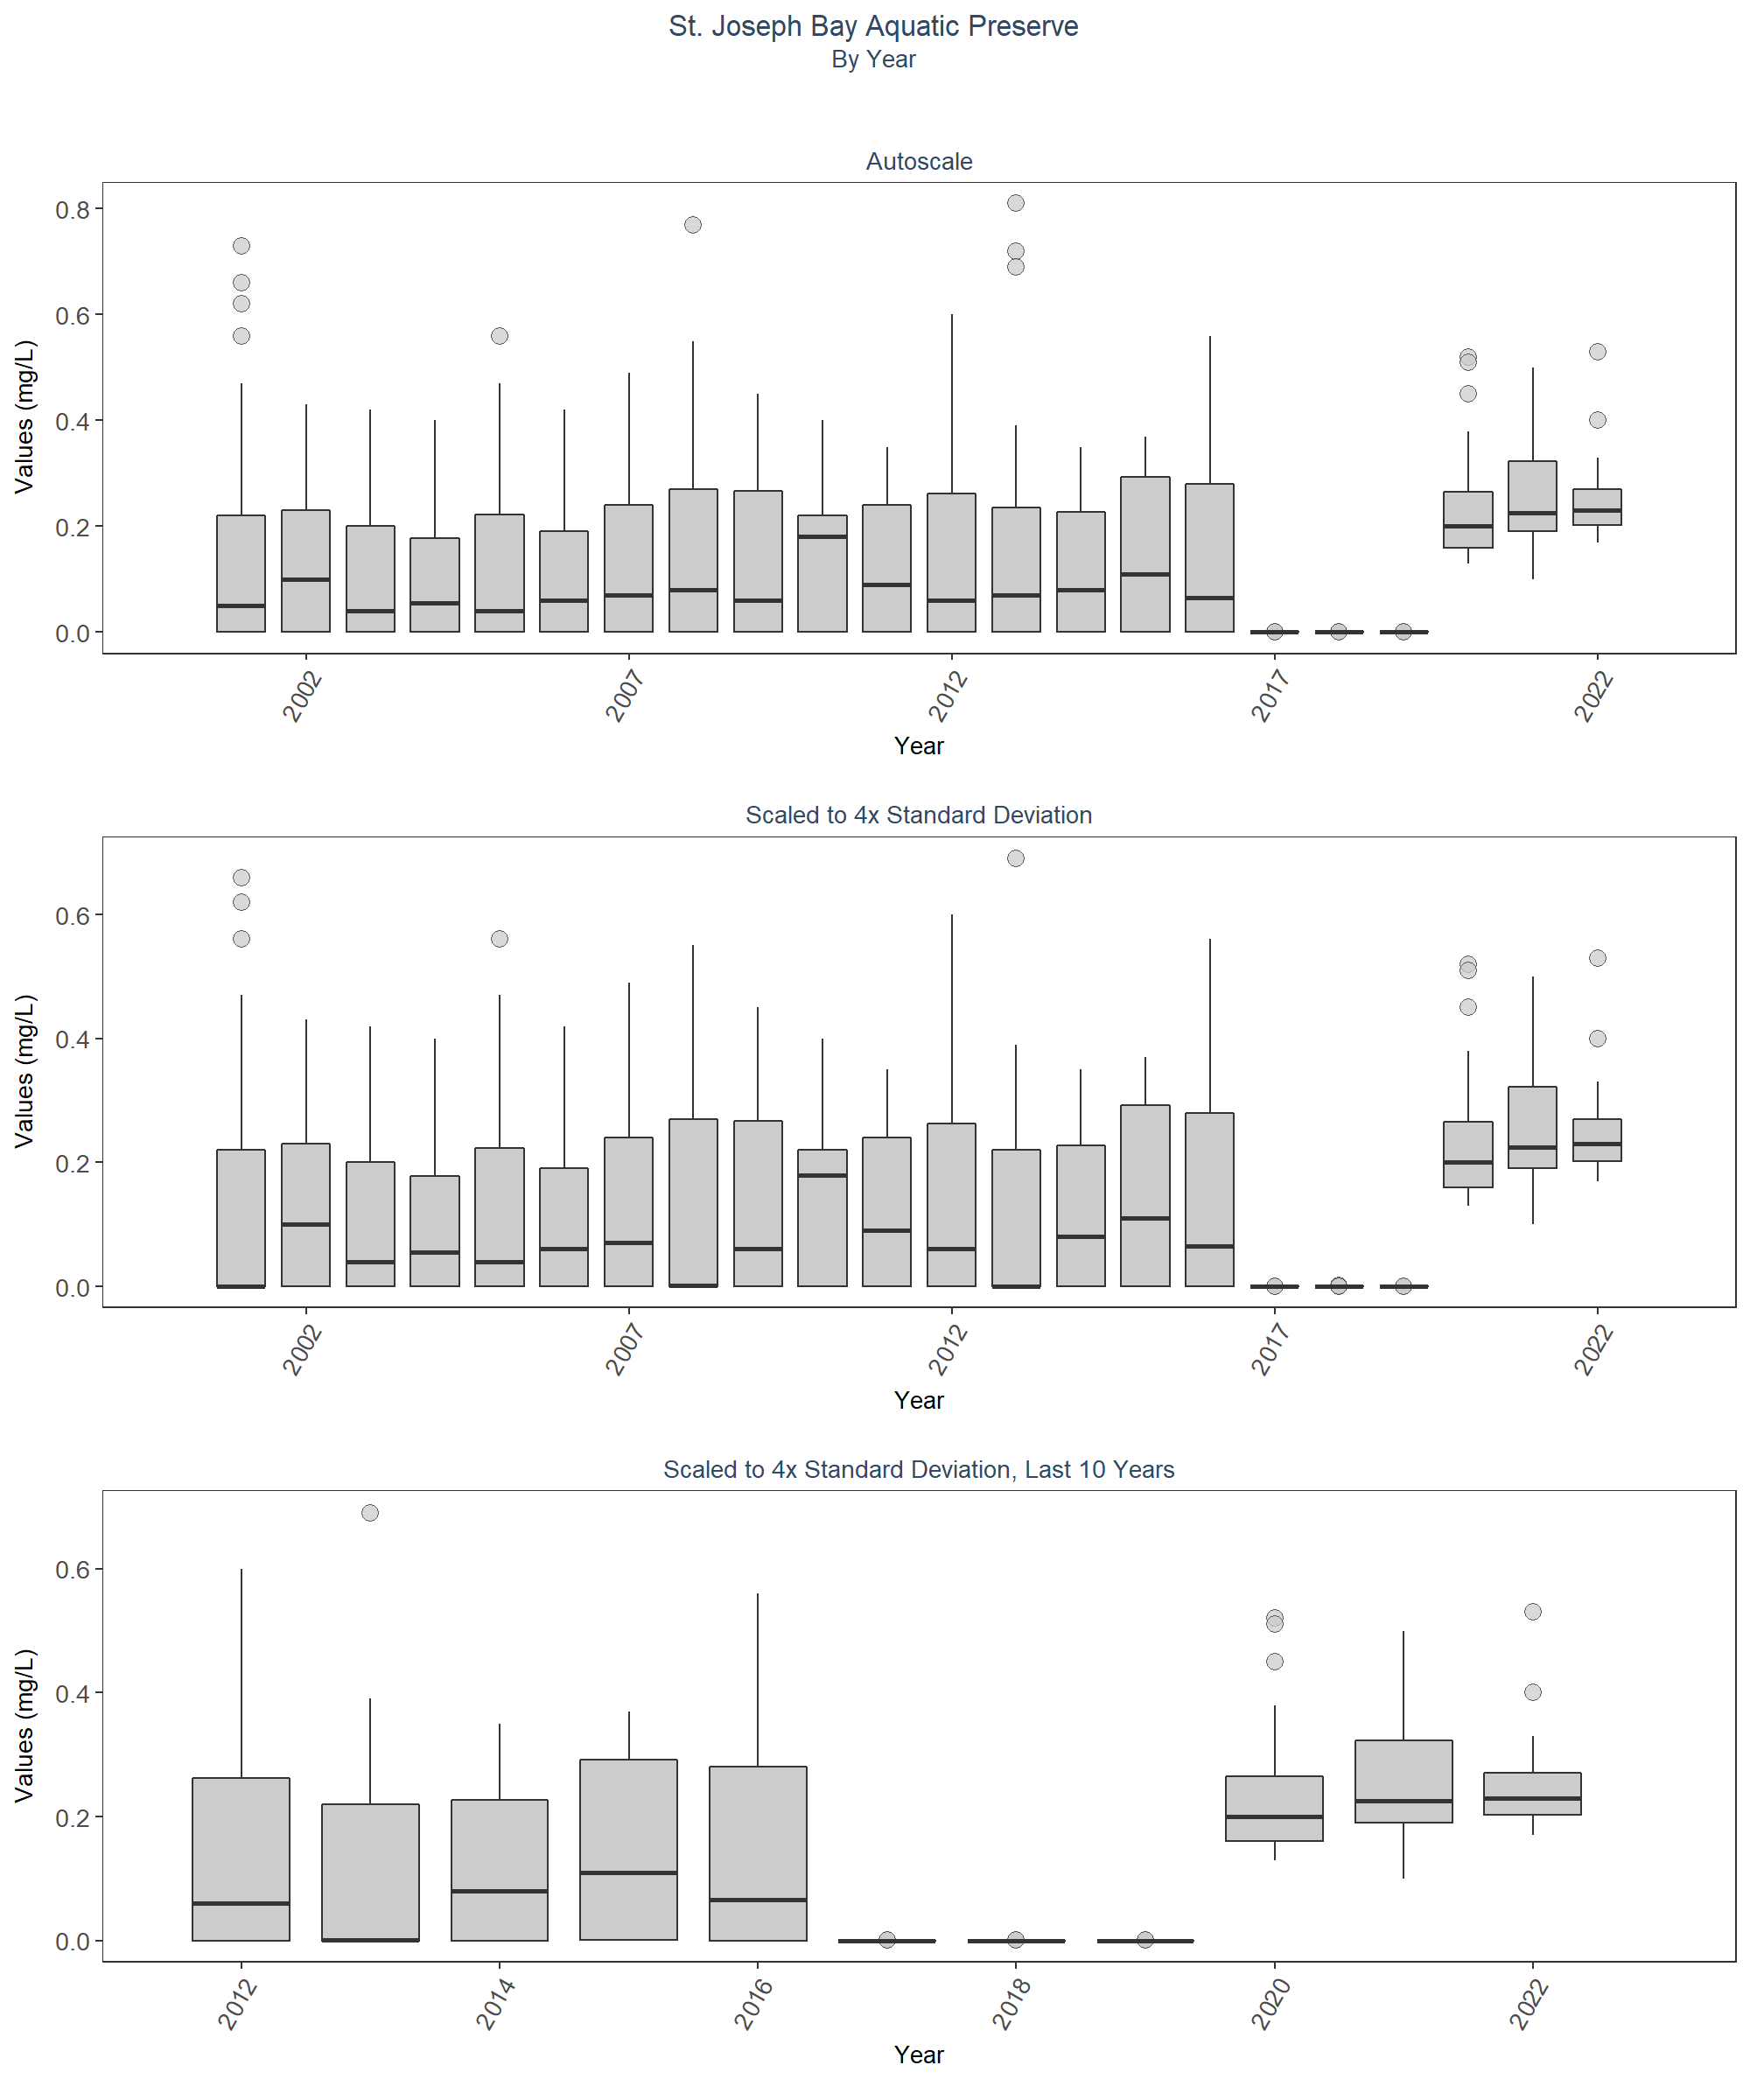 St. Joseph Bay Aquatic Preserve
By Year
Autoscale
0.8
0.6
0.4
0.2
0.0
Values (mg/L)
2002 2007 2012 2017 2022
Year
Scaled to 4x Standard Deviation
0.6
0.4
0.2
0.0
Values (mg/L)
2002 2007 2012 2017 2022
Year
Scaled to 4x Standard Deviation, Last 10 Years
0.6
0.4
0.2
0.0
Values (mg/L)
2012 2014 2016 2018 2020 2022
Year